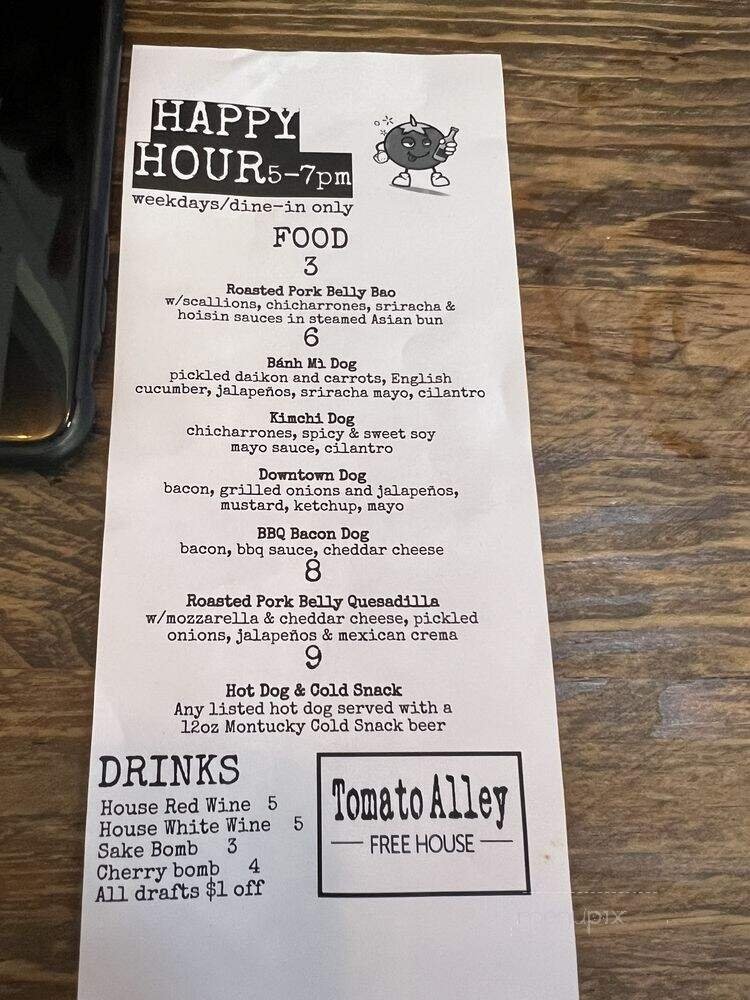 HAPPY
HOUR 5-7pm
weekdays/dine-in only
FOOD
3
Roasted Pork Belly Bao
w/scallions, chicharrones, sriracha &
hoisin sauces in steamed Asian bun
6
Bánh Mì Dog
pickled daikon and carrots, English
cucumber, jalapeños, sriracha mayo, cilantro
Kimchi Dog
chicharrones, spicy & sweet soy
mayo sauce, cilantro
Downtown Dog
bacon, grilled onions and jalapeños,
mustard, ketchup, mayo
BBQ Bacon Dog
bacon, bbq sauce, cheddar cheese
8
Roasted Pork Belly Quesadilla
w/mozzarella & cheddar cheese, pickled
onions, jalapeños & mexican crema
9
Hot Dog & Cold Snack
Any listed hot dog served with a
12oz Montucky Cold Snack beer
DRINKS
House Red Wine 5
House White Wine 5
Sake Bomb 3
Cherry bomb 4
All drafts $1 off
Tomato Alley
FREE HOUSE